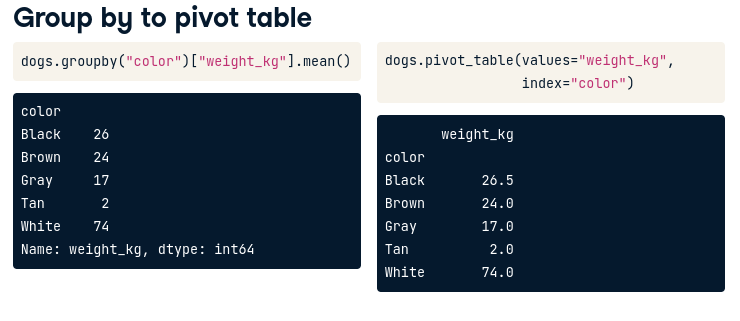 Group by to pivot table
dogs.groupby("color")["weight_kg"].mean()
color
Black    26
Brown    24
Gray     17
Tan       2
White    74
Name: weight_kg, dtype: int64
dogs.pivot_table(values="weight_kg",
                 index="color")
       weight_kg
color
Black       26.5
Brown       24.0
Gray        17.0
Tan          2.0
White       74.0